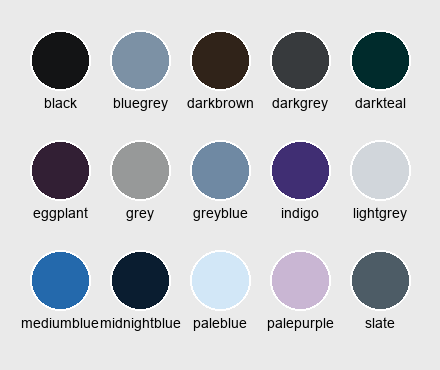 black bluegrey darkbrown darkgrey darkteal
eggplant grey greyblue indigo lightgrey
mediumblue midnightblue paleblue palepurple slate